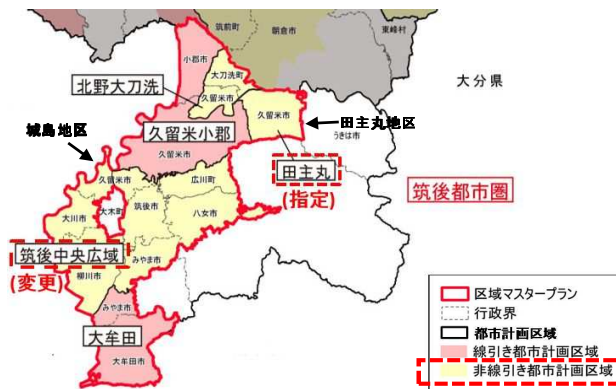 筑前町
朝倉市
東峰村
小郡市
大分県
大刀洗町
北野大刀洗
久留米市
久留米市
田主丸地区
うきは市
城島地区
久留米小郡
久留米市
久留米市
広川町
田主丸
(指定)
筑後都市圏
大川市
大木町
筑後市
八女市
筑後中央広域
(変更)
みやま市
柳川市
みやま市
大牟田
大牟田市
区域マスタープラン
行政界
都市計画区域
線引き都市計画区域
非線引き都市計画区域